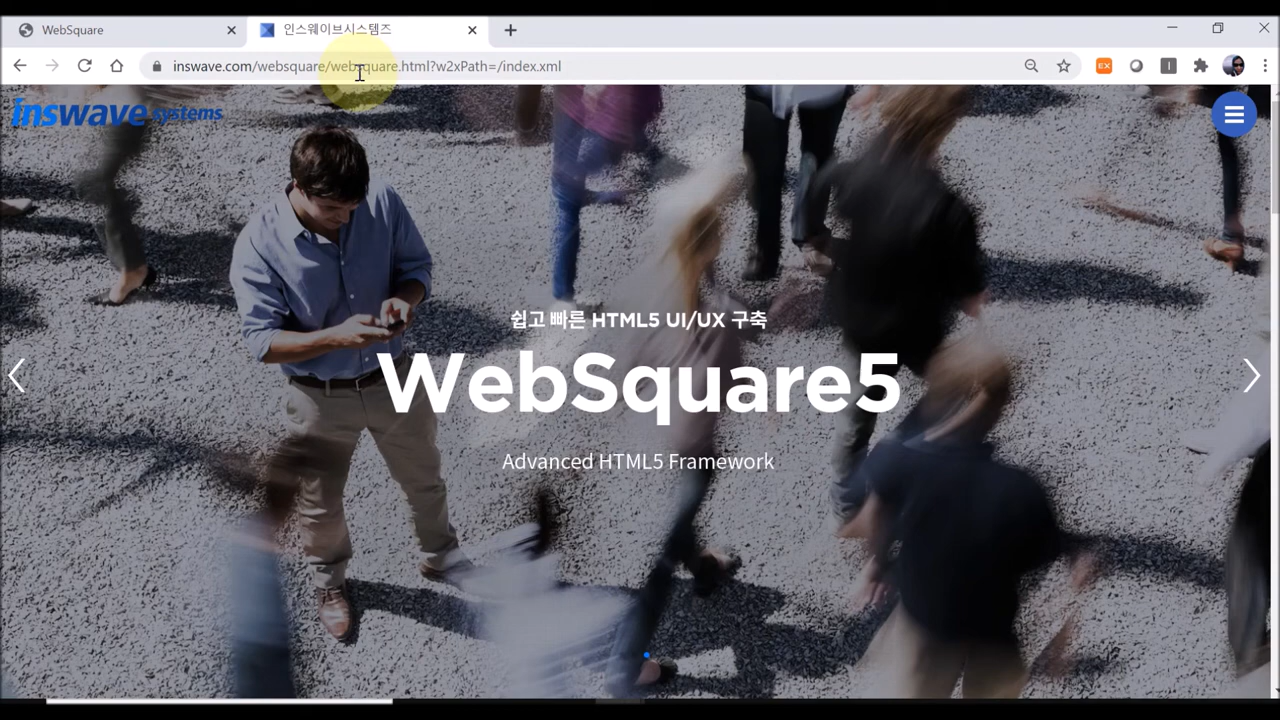 WebSquare
인스웨이브시스템즈
inswave.com/websquare/websquare.html?w2xPath=/index.xml
EX
inswave systems
쉽고 빠른 HTML5 UI/UX 구축
WebSquare5
Advanced HTML5 Framework